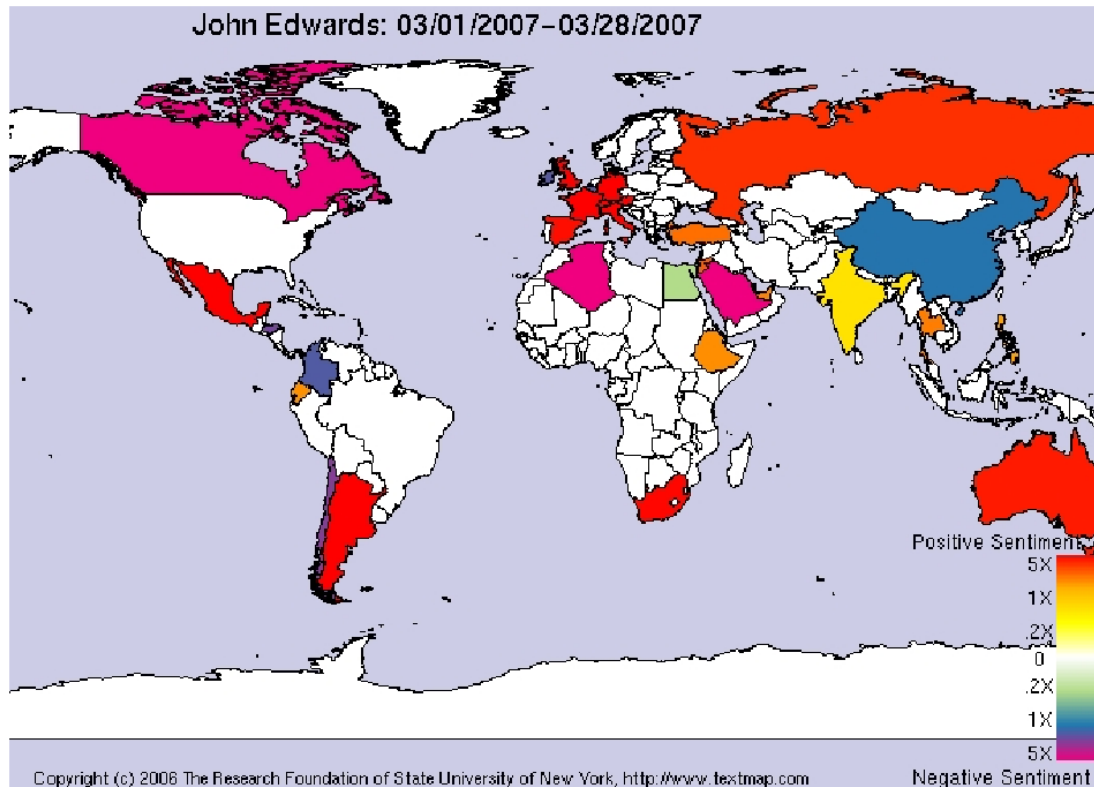 John Edwards: 03/01/2007-03/28/2007
Positive Sentiment
5X
1X
.2X
0
.2X
1X
5X
Negative Sentiment
Copyright (c) 2006 The Research Foundation of State University of New York, http://www.textmap.com